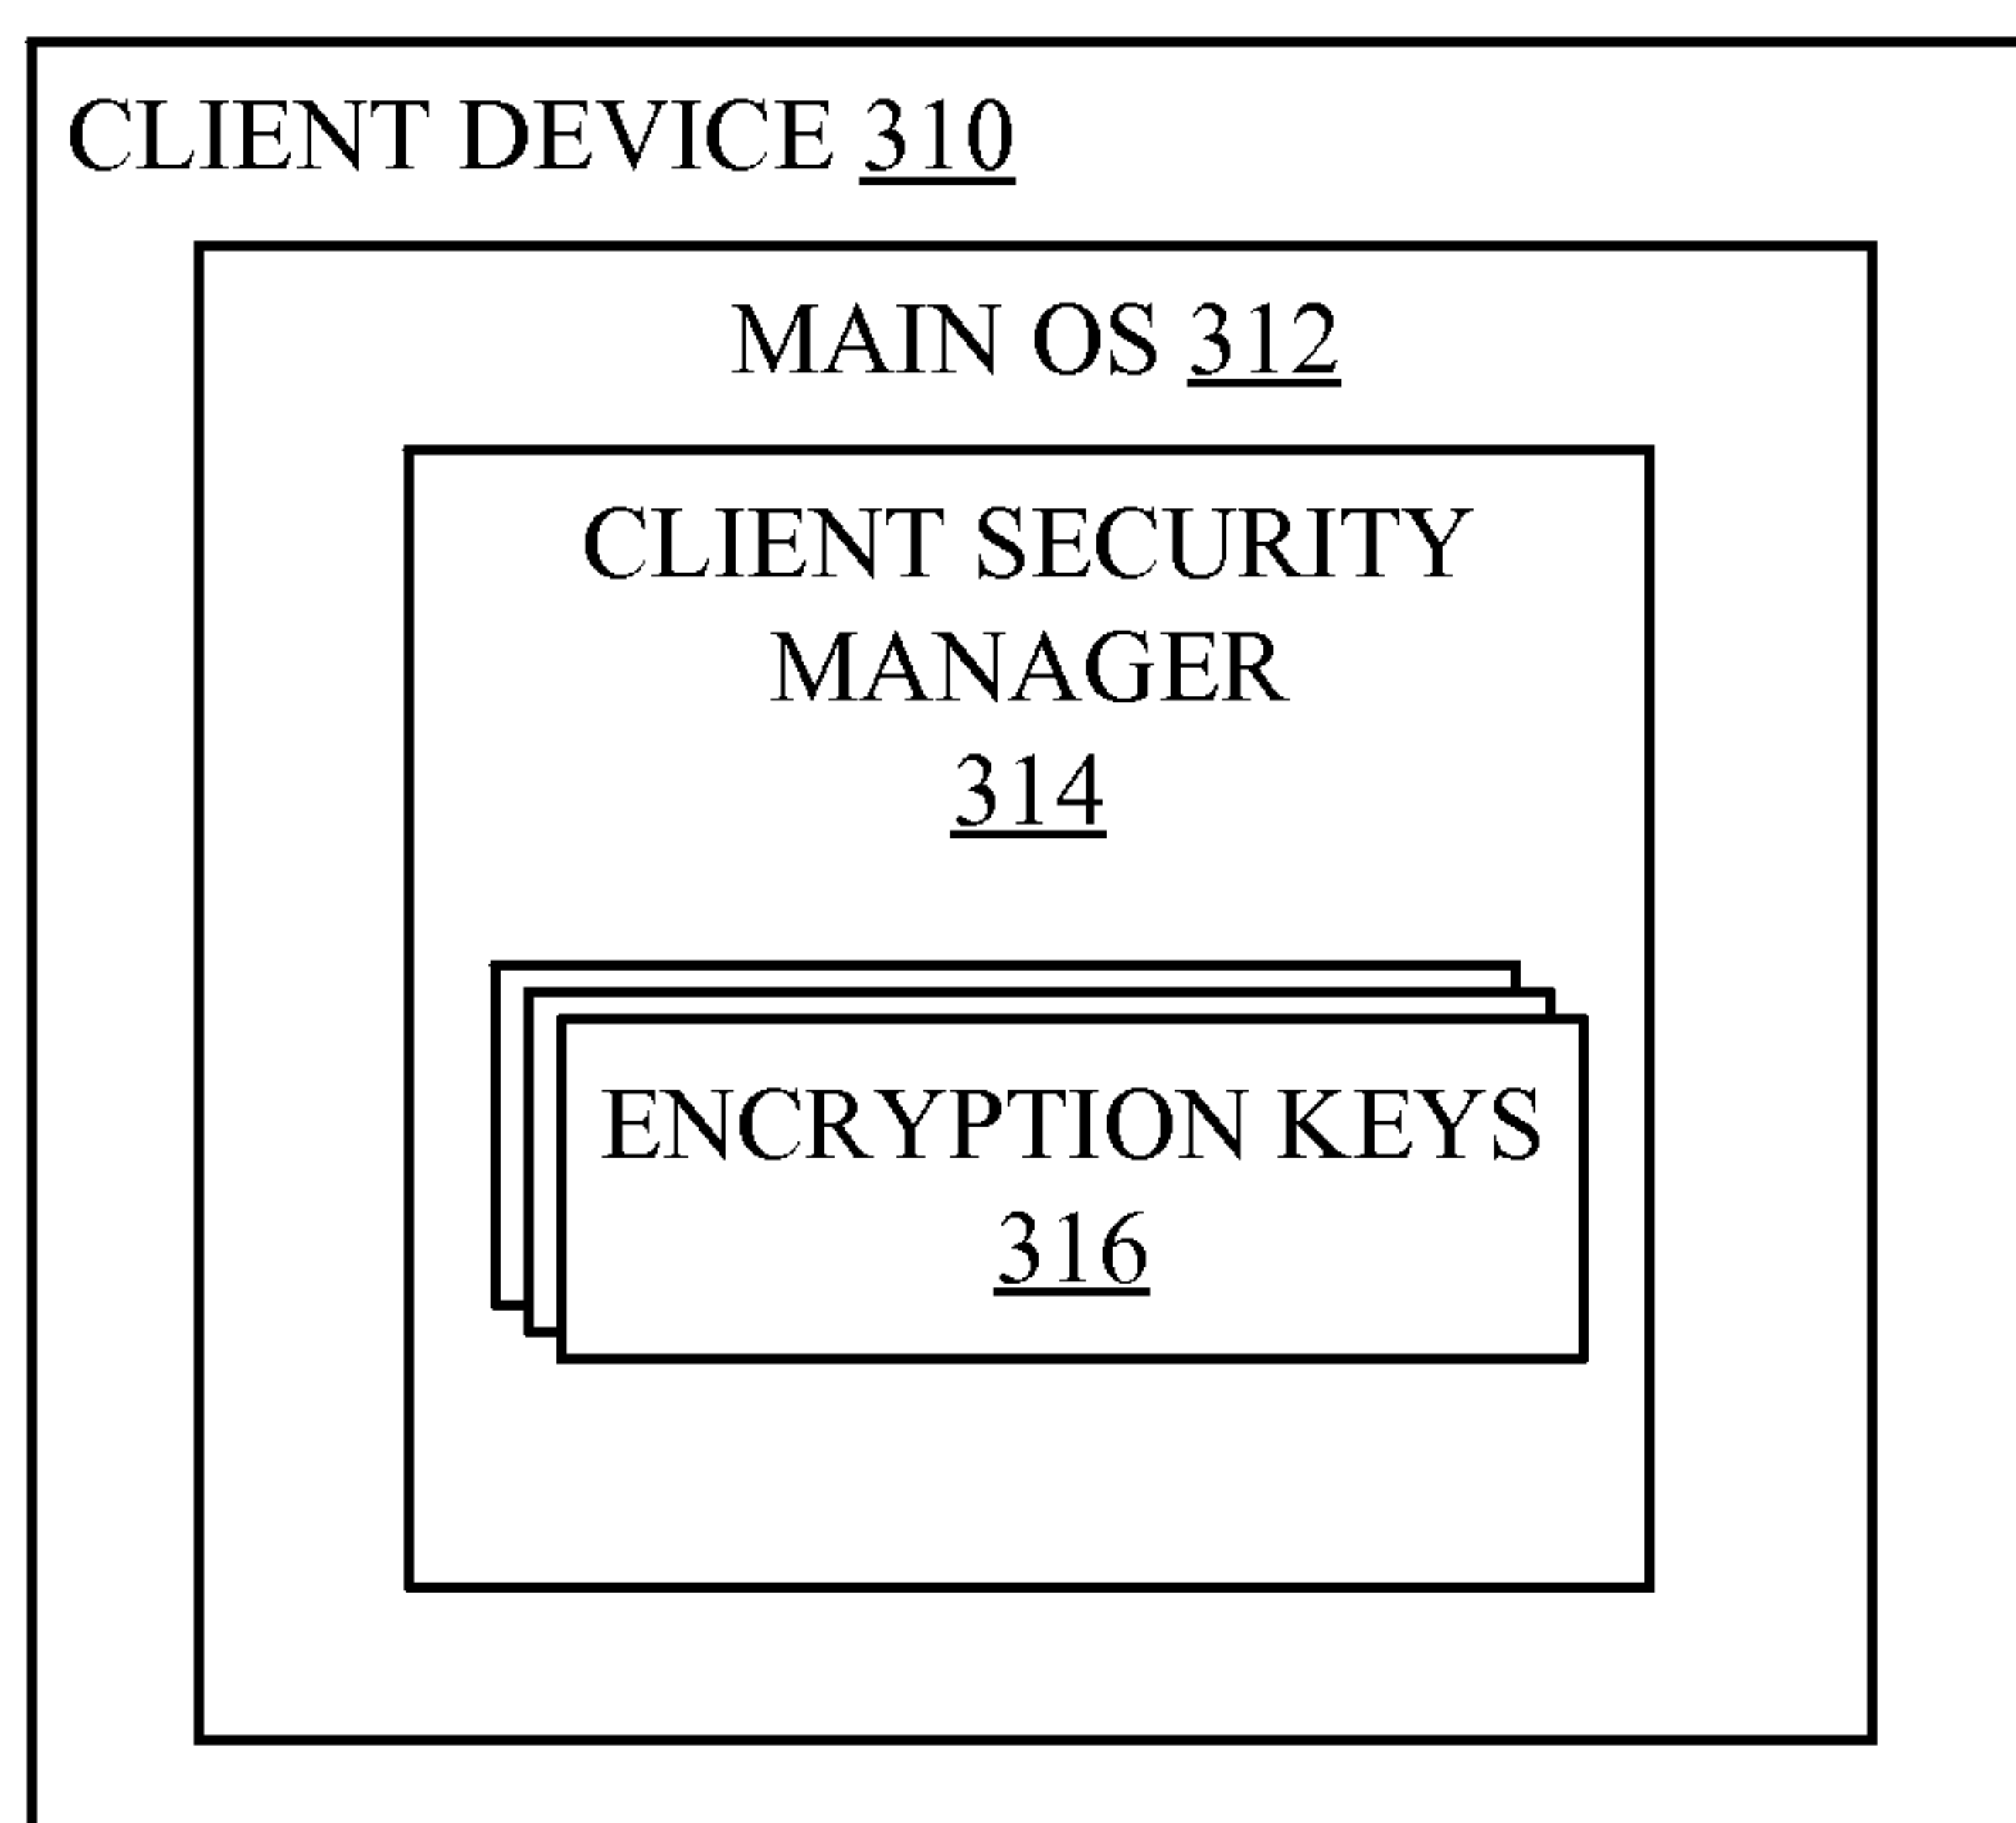 CLIENT DEVICE 310
MAIN OS 312
CLIENT SECURITY
MANAGER
314
ENCRYPTION KEYS
316